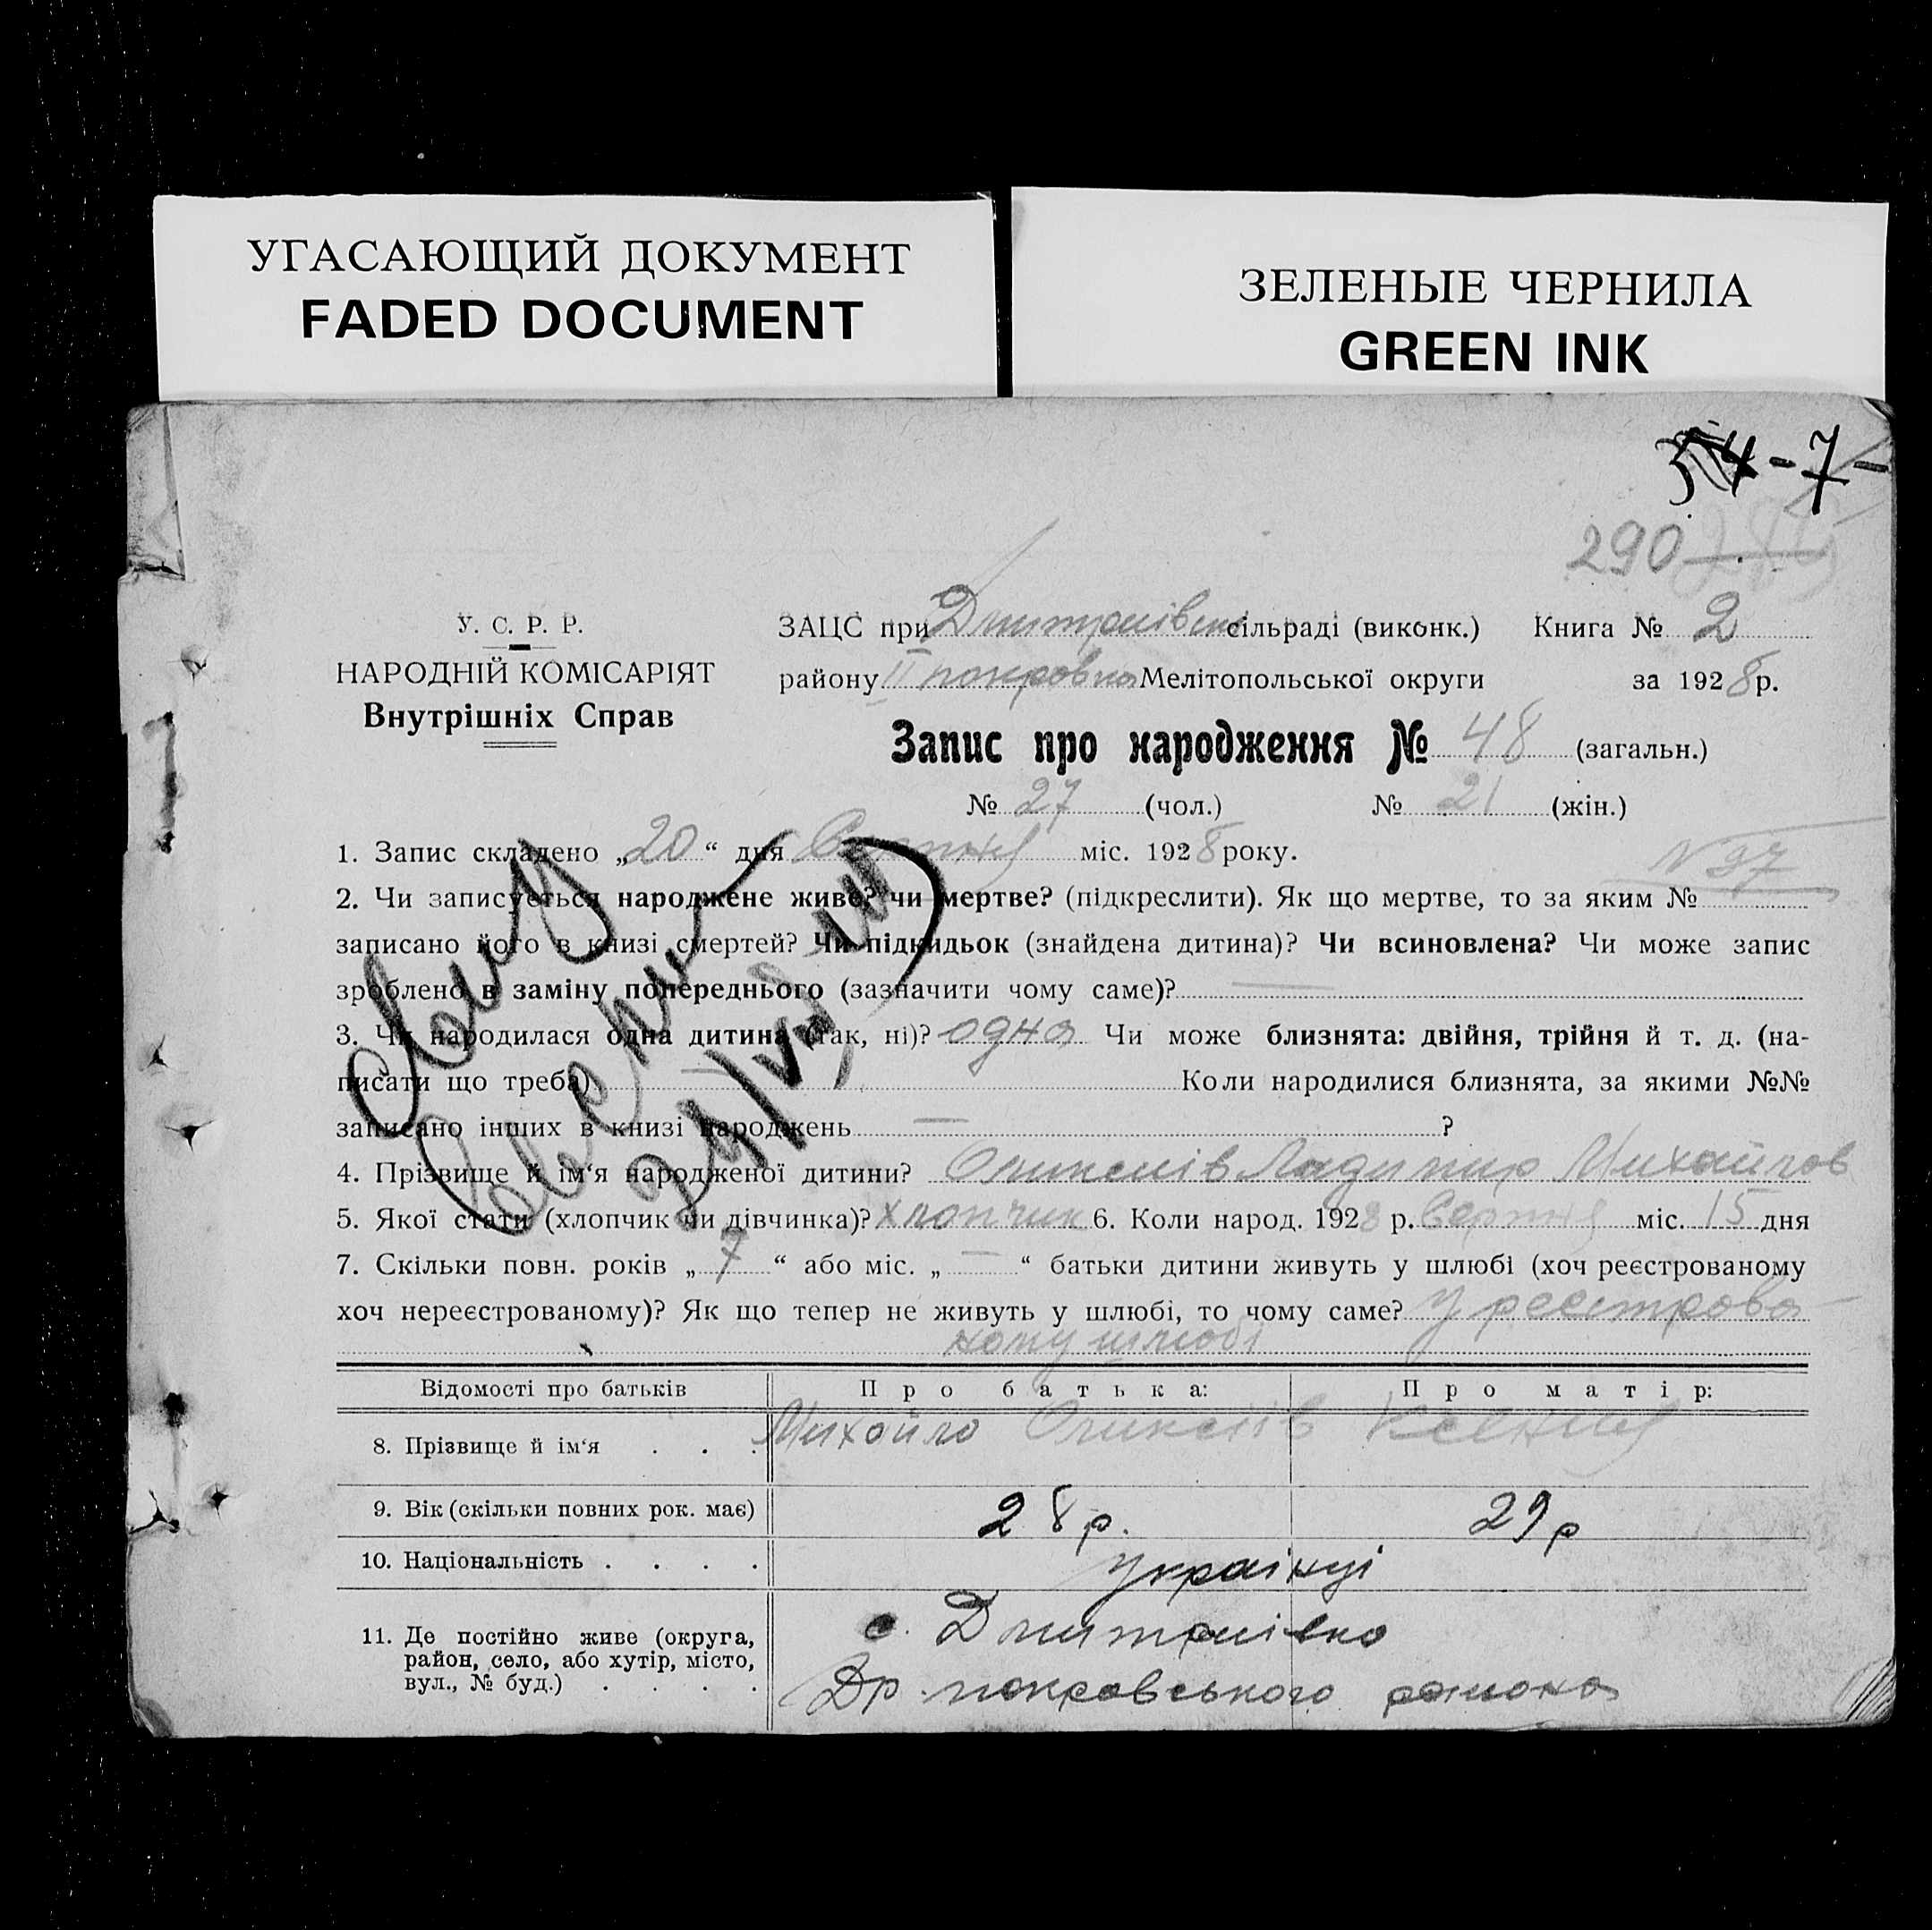 УГАСАЮЩИЙ ДОКУМЕНТ
FADED DOCUMENT
ЗЕЛЕНЫЕ ЧЕРНИЛА
GREEN INK
-7-
290
У. С. Р. Р.
НАРОДНІЙ КОМІСАРІЯТ
Внутрішніх Справ
ЗАЦС при Дмитрівськ сільраді (виконк.) Книга № 2
району II покровка Мелітопольської округи за 1928 р.
Запис про народження № 48 (загальн.)
№ 27 (чол.) № 21 (жін.)
1. Запис складено „20“ дня Серпня міс. 1928 року.
N 27
2. Чи записується народжене живе? чи мертве? (підкреслити). Як що мертве, то за яким №
записано його в книзі смертей? Чи підкидьок (знайдена дитина)? Чи всиновлена? Чи може запис
зроблено в заміну попереднього (зазначити чому саме)? —
3. Чи народилася одна дитина (так, ні)? одна Чи може близнята: двійня, трійня й т. д. (на-
писати що треба) — Коли народилися близнята, за якими №№
записано інших в книзі народжень — ?
4. Прізвище й ім‘я народженої дитини? Михайлов
5. Якої стати (хлопчик чи дівчинка)? хлопчик 6. Коли народ. 1928 р. Серпня міс. 15 дня
7. Скільки повн. років „7“ або міс. „—“ батьки дитини живуть у шлюбі (хоч реєстрованому
хоч нереєстрованому)? Як що тепер не живуть у шлюбі, то чому саме? у реєстрова-
ному шлюбі
Відомості про батьків Про батька: Про матір:
8. Прізвище й ім‘я . . . Михайло Ксенія
9. Вік (скільки повних рок. має) 28 р. 29 р
10. Національність . . . . українці
11. Де постійно живе (округа, район, село, або хутір, місто, вул., № буд.) . . . .
с. Дмитрівка
Др. покровського района